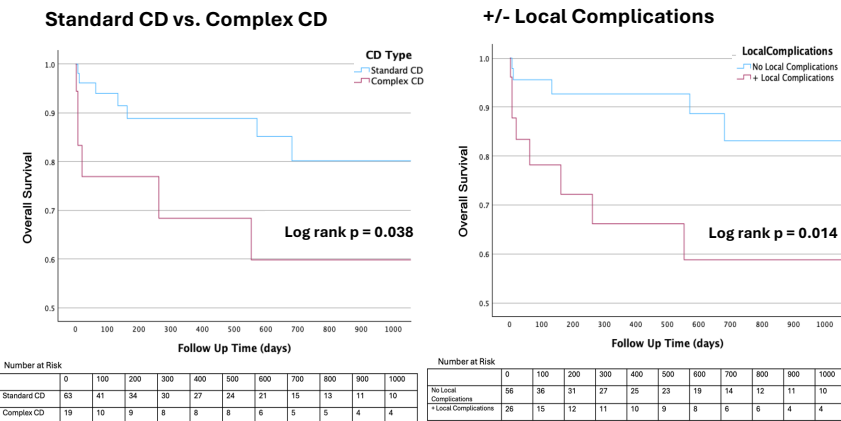 Standard CD vs. Complex CD
CD Type
Standard CD
Complex CD
1.0
0.9
0.8
0.7
0.6
0.5
Overall Survival
Log rank p = 0.038
0 100 200 300 400 500 600 700 800 900 1000
Follow Up Time (days)
Number at Risk
0 100 200 300 400 500 600 700 800 900 1000
Standard CD 63 41 34 30 27 24 21 15 13 11 10
Complex CD 19 10 9 8 8 8 6 5 5 4 4
+/- Local Complications
LocalComplications
No Local Complications
+ Local Complications
1.0
0.9
0.8
0.7
0.6
0.5
Overall Survival
Log rank p = 0.014
0 100 200 300 400 500 600 700 800 900 1000
Follow Up Time (days)
Number at Risk
0 100 200 300 400 500 600 700 800 900 1000
No Local
Complications 56 36 31 27 25 23 19 14 12 11 10
+ Local Complications 26 15 12 11 10 9 8 6 6 4 4